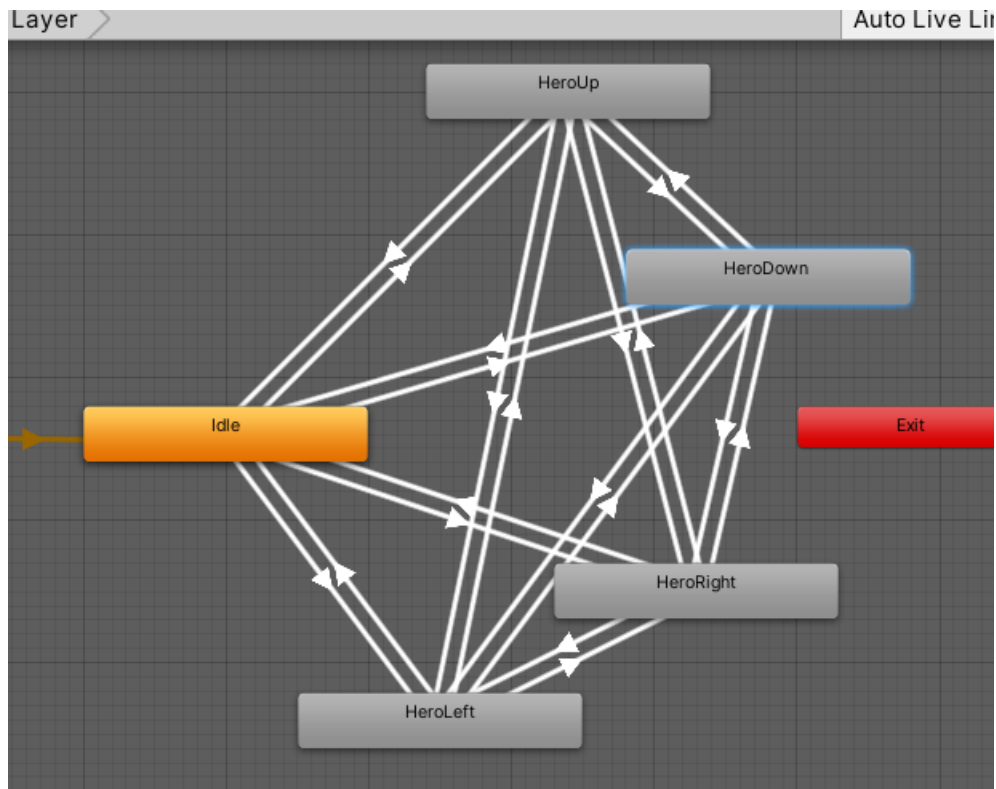 Layer
Auto Live Lin
HeroUp
HeroDown
Idle
Exit
HeroRight
HeroLeft